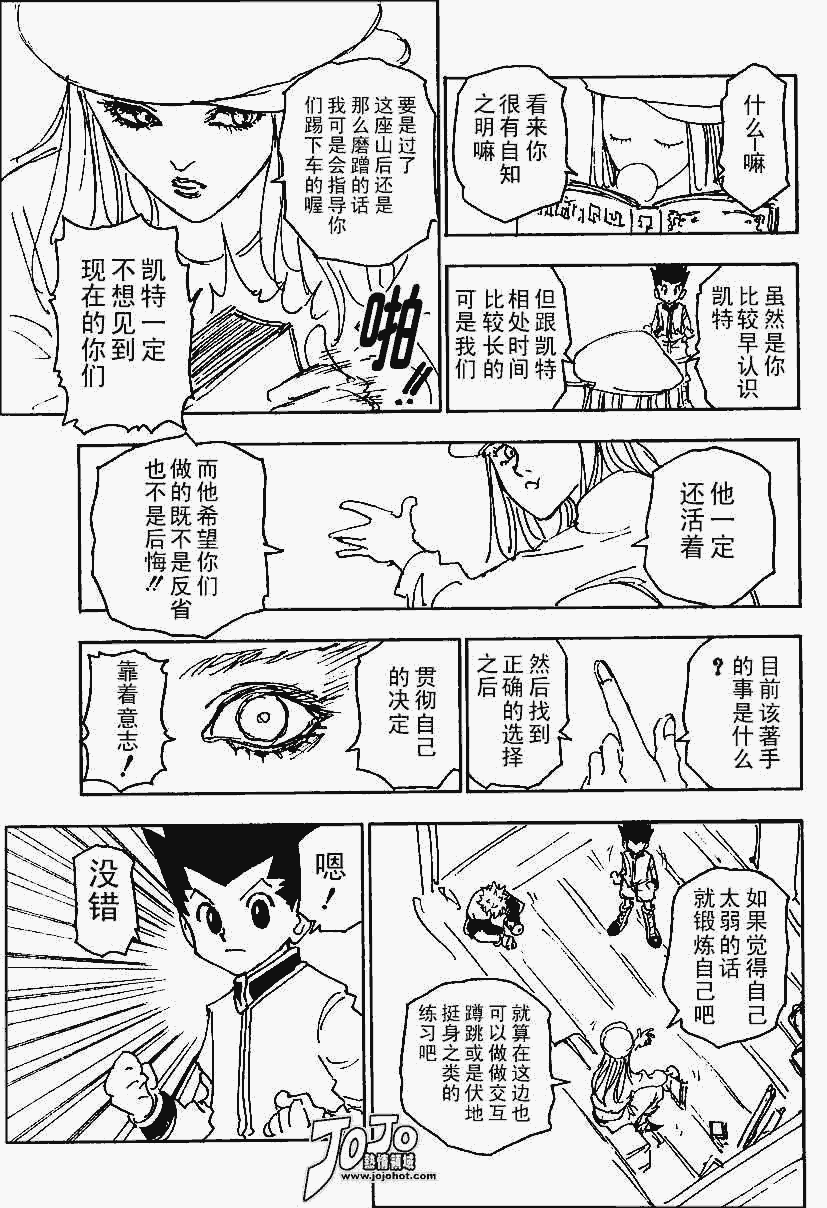 什么嘛
看来你
很有自知
之明嘛
虽然是你
比较早认识
凯特
但跟凯特
相处时间
比较长的
可是我们
要是过了
这座山后还是
那么磨蹭的话
我可是会指导你
们踢下车的喔
啪!!
凯特一定
不想见到
现在的你们
他一定
还活着
而他希望你们
做的既不是反省
也不是后悔!!
目前该著手
的事是什么
?
然后找到
正确的选择
之后
贯彻自己
的决定
靠着意志!
如果觉得自己
太弱的话
就锻炼自己吧
就算在这边也
可以做做交互
蹲跳或是伏地
挺身之类的
练习吧
嗯!
没错
JOJO
热情领域
www.jojohot.com